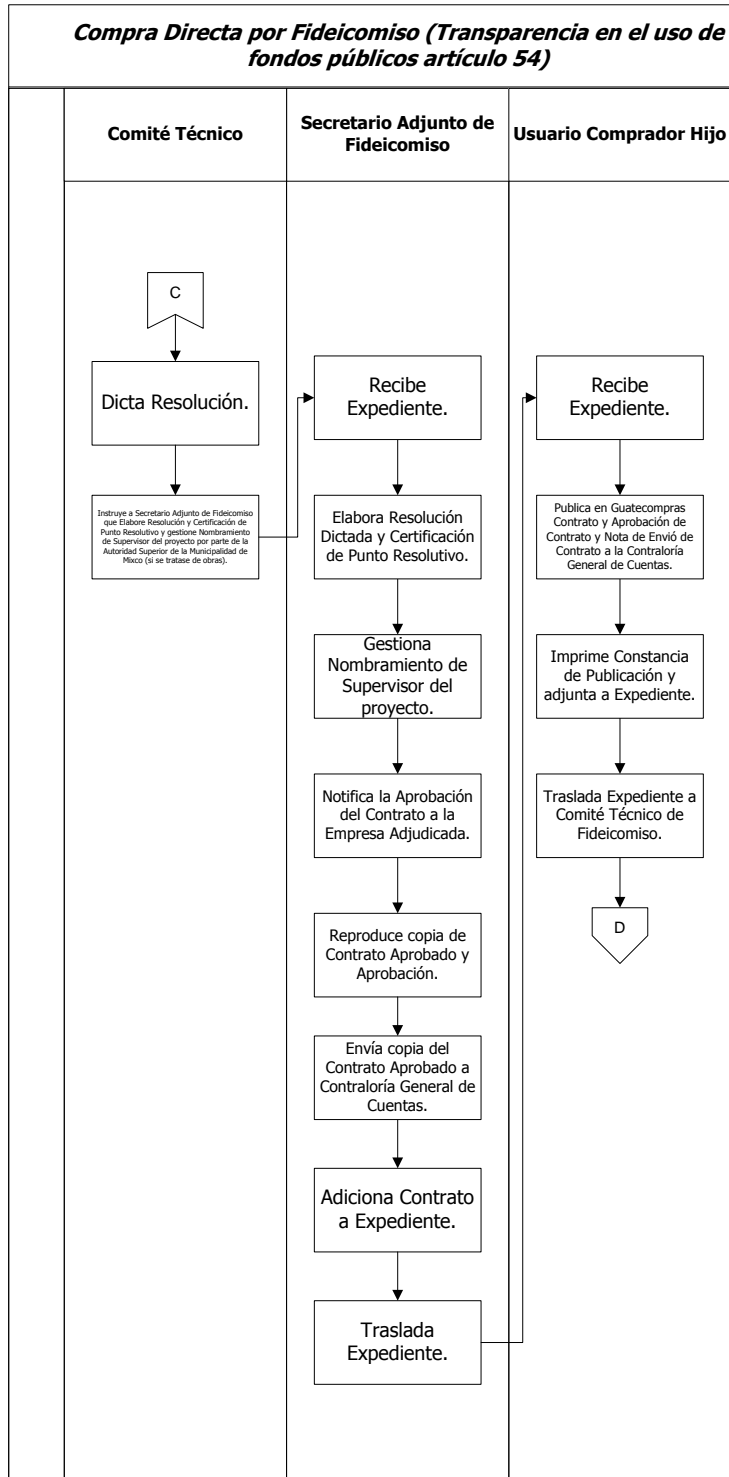 Compra Directa por Fideicomiso (Transparencia en el uso de
fondos públicos artículo 54)
Comité Técnico
Secretario Adjunto de
Fideicomiso
Usuario Comprador Hijo
C
Dicta Resolución.
Instruye a Secretario Adjunto de Fideicomiso
que Elabore Resolución y Certificación de
Punto Resolutivo y gestione Nombramiento
de Supervisor del proyecto por parte de la
Autoridad Superior de la Municipalidad de
Mixco (si se tratase de obras).
Recibe
Expediente.
Elabora Resolución
Dictada y Certificación
de Punto Resolutivo.
Gestiona
Nombramiento de
Supervisor del
proyecto.
Notifica la Aprobación
del Contrato a la
Empresa Adjudicada.
Reproduce copia de
Contrato Aprobado y
Aprobación.
Envía copia del
Contrato Aprobado a
Contraloría General de
Cuentas.
Adiciona Contrato
a Expediente.
Traslada
Expediente.
Recibe
Expediente.
Publica en Guatecompras
Contrato y Aprobación de
Contrato y Nota de Envió de
Contrato a la Contraloría
General de Cuentas.
Imprime Constancia
de Publicación y
adjunta a Expediente.
Traslada Expediente a
Comité Técnico de
Fideicomiso.
D